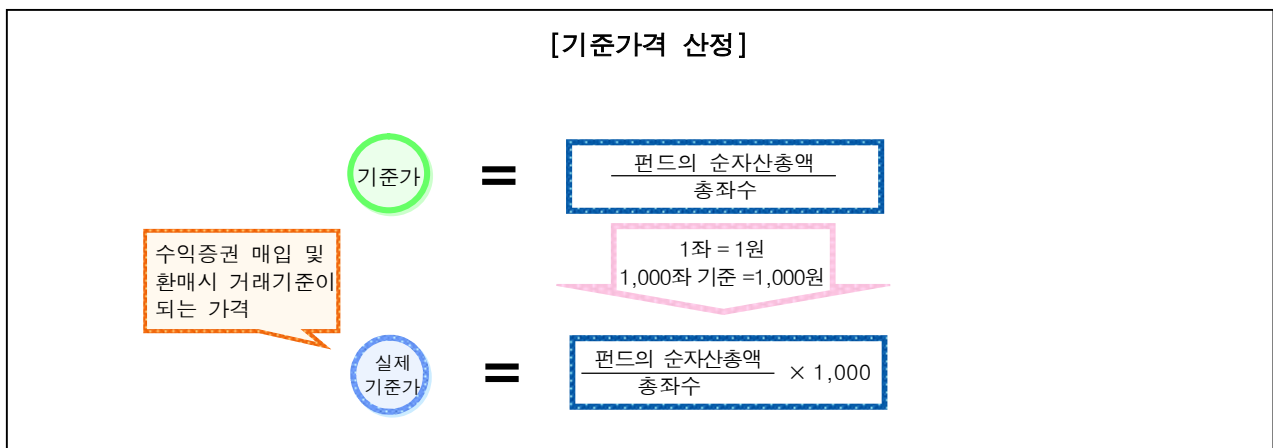 [기준가격 산정]
기준가
=
펀드의 순자산총액
총좌수
수익증권 매입 및
환매시 거래기준이
되는 가격
1좌 = 1원
1,000좌 기준 =1,000원
실제
기준가
=
펀드의 순자산총액
총좌수
× 1,000